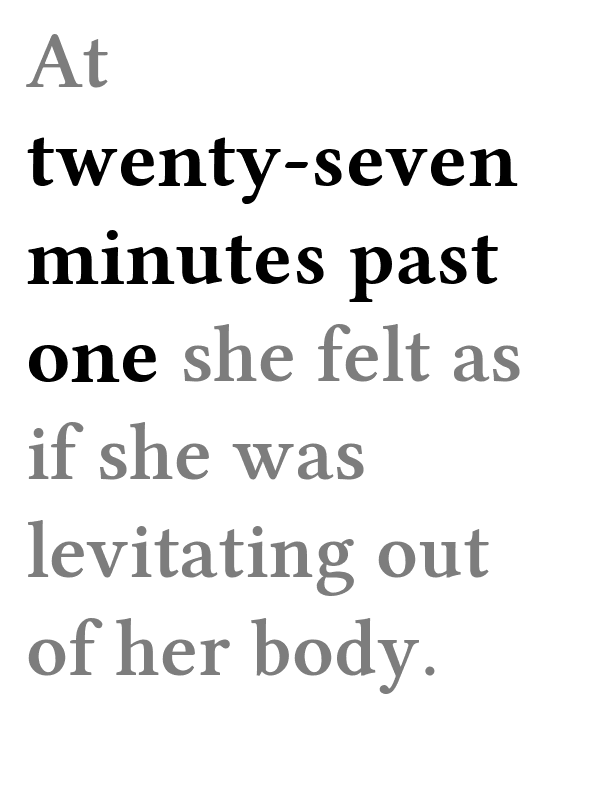 At
twenty-seven
minutes past
one she felt as
if she was
levitating out
of her body.